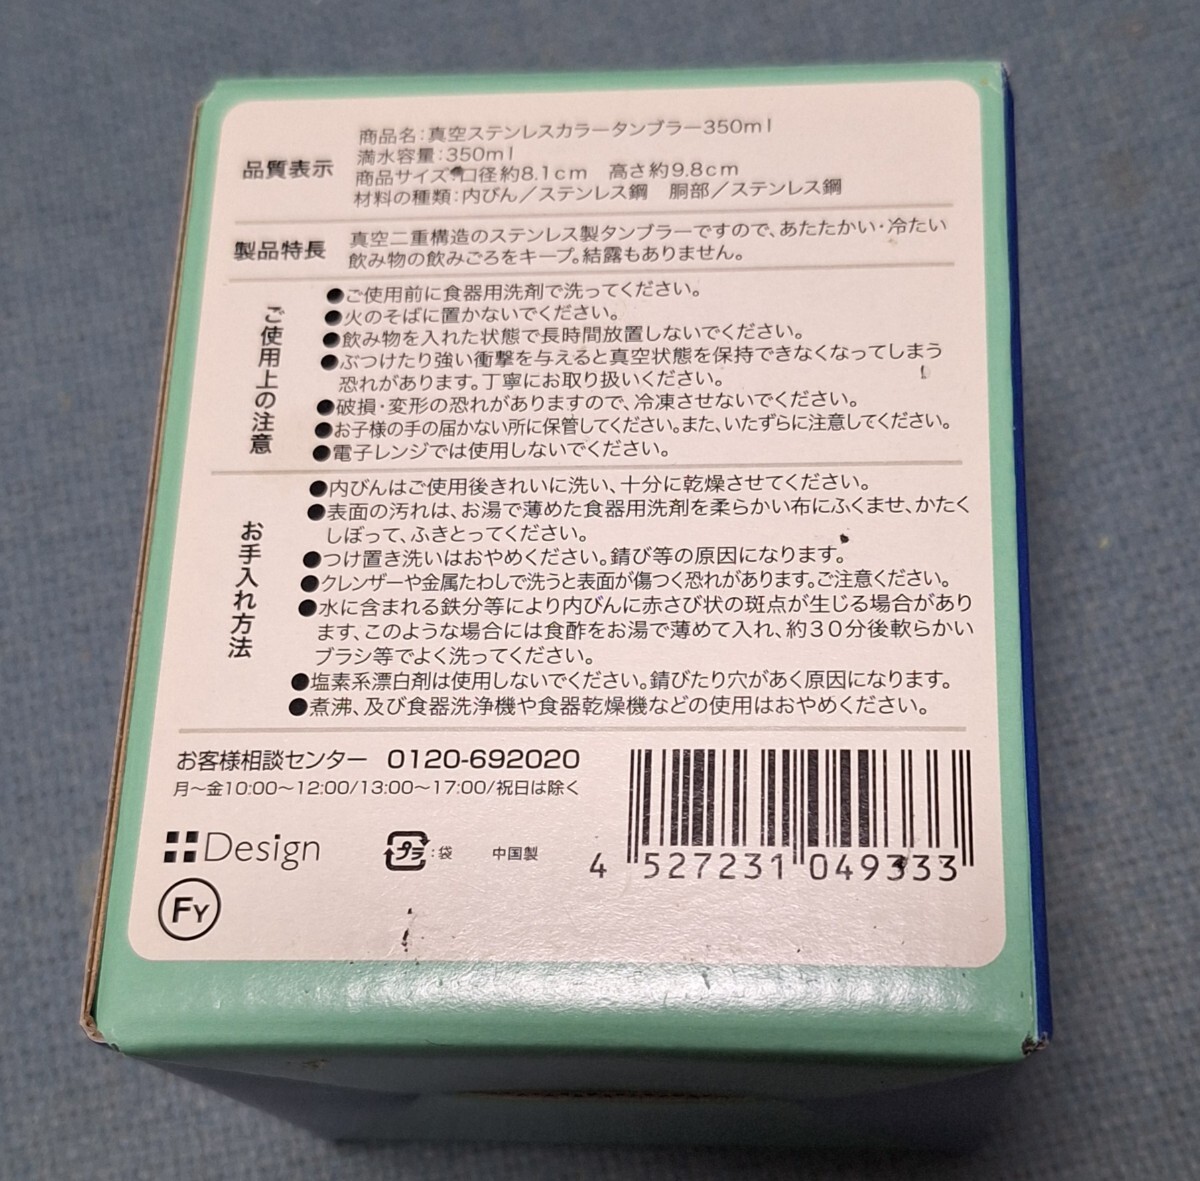 品質表示
商品名：真空ステンレスカラータンブラー350ml
満水容量：350ml
商品サイズ：口径約8.1cm　高さ約9.8cm
材料の種類：内びん／ステンレス鋼　胴部／ステンレス鋼
製品特長
真空二重構造のステンレス製タンブラーですので、あたたかい・冷たい
飲み物の飲みごろをキープ。結露もありません。
ご使用上の注意
●ご使用前に食器用洗剤で洗ってください。
●火のそばに置かないでください。
●飲み物を入れた状態で長時間放置しないでください。
●ぶつけたり強い衝撃を与えると真空状態を保持できなくなってしまう
恐れがあります。丁寧にお取り扱いください。
●破損・変形の恐れがありますので、冷凍させないでください。
●お子様の手の届かない所に保管してください。また、いたずらに注意してください。
●電子レンジでは使用しないでください。
お手入れ方法
●内びんはご使用後きれいに洗い、十分に乾燥させてください。
●表面の汚れは、お湯で薄めた食器用洗剤を柔らかい布にふくませ、かたく
しぼって、ふきとってください。
●つけ置き洗いはおやめください。錆び等の原因になります。
●クレンザーや金属たわしで洗うと表面が傷つく恐れがあります。ご注意ください。
●水に含まれる鉄分等により内びんに赤さび状の斑点が生じる場合があり
ます、このような場合には食酢をお湯で薄めて入れ、約30分後軟らかい
ブラシ等でよく洗ってください。
●塩素系漂白剤は使用しないでください。錆びたり穴があく原因になります。
●煮沸、及び食器洗浄機や食器乾燥機などの使用はおやめください。
お客様相談センター　0120-692020
月～金10:00～12:00/13:00～17:00/祝日は除く
Design
プラ：袋
中国製
4 527231 049333
FY